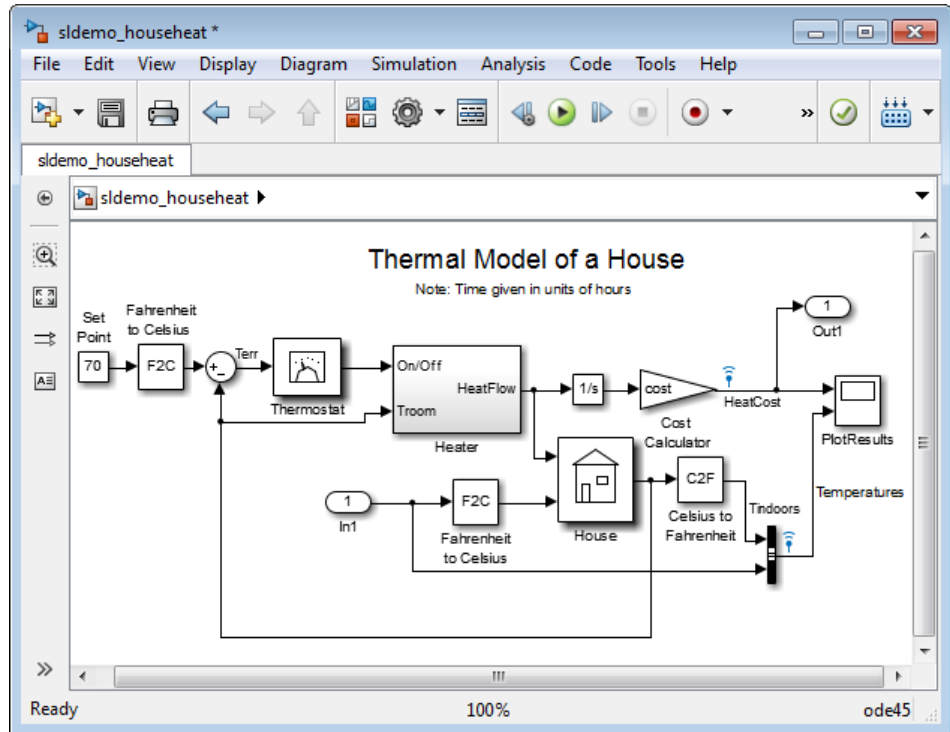 sldemo_househeat *
File Edit View Display Diagram Simulation Analysis Code Tools Help
»
sldemo_househeat
sldemo_househeat
Thermal Model of a House
Note: Time given in units of hours
1
Out1
Set
Point
Fahrenheit
to Celsius
70
F2C
+
_
Terr
Thermostat
On/Off
HeatFlow
Troom
Heater
1/s
cost
Cost
Calculator
HeatCost
PlotResults
1
In1
F2C
Fahrenheit
to Celsius
House
C2F
Celsius to
Fahrenheit
Tindoors
Temperatures
A
»
Ready 100% ode45